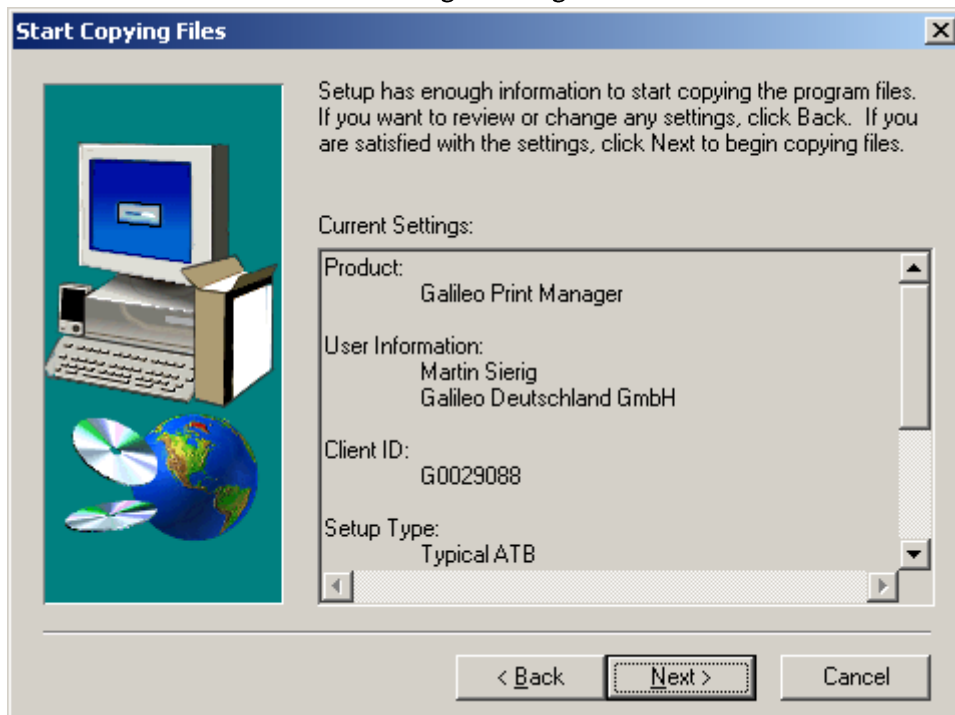 Start Copying Files
Setup has enough information to start copying the program files.
If you want to review or change any settings, click Back.  If you
are satisfied with the settings, click Next to begin copying files.
Current Settings:
Product:
Galileo Print Manager
User Information:
Martin Sierig
Galileo Deutschland GmbH
Client ID:
G0029088
Setup Type:
Typical ATB
< Back
Next >
Cancel